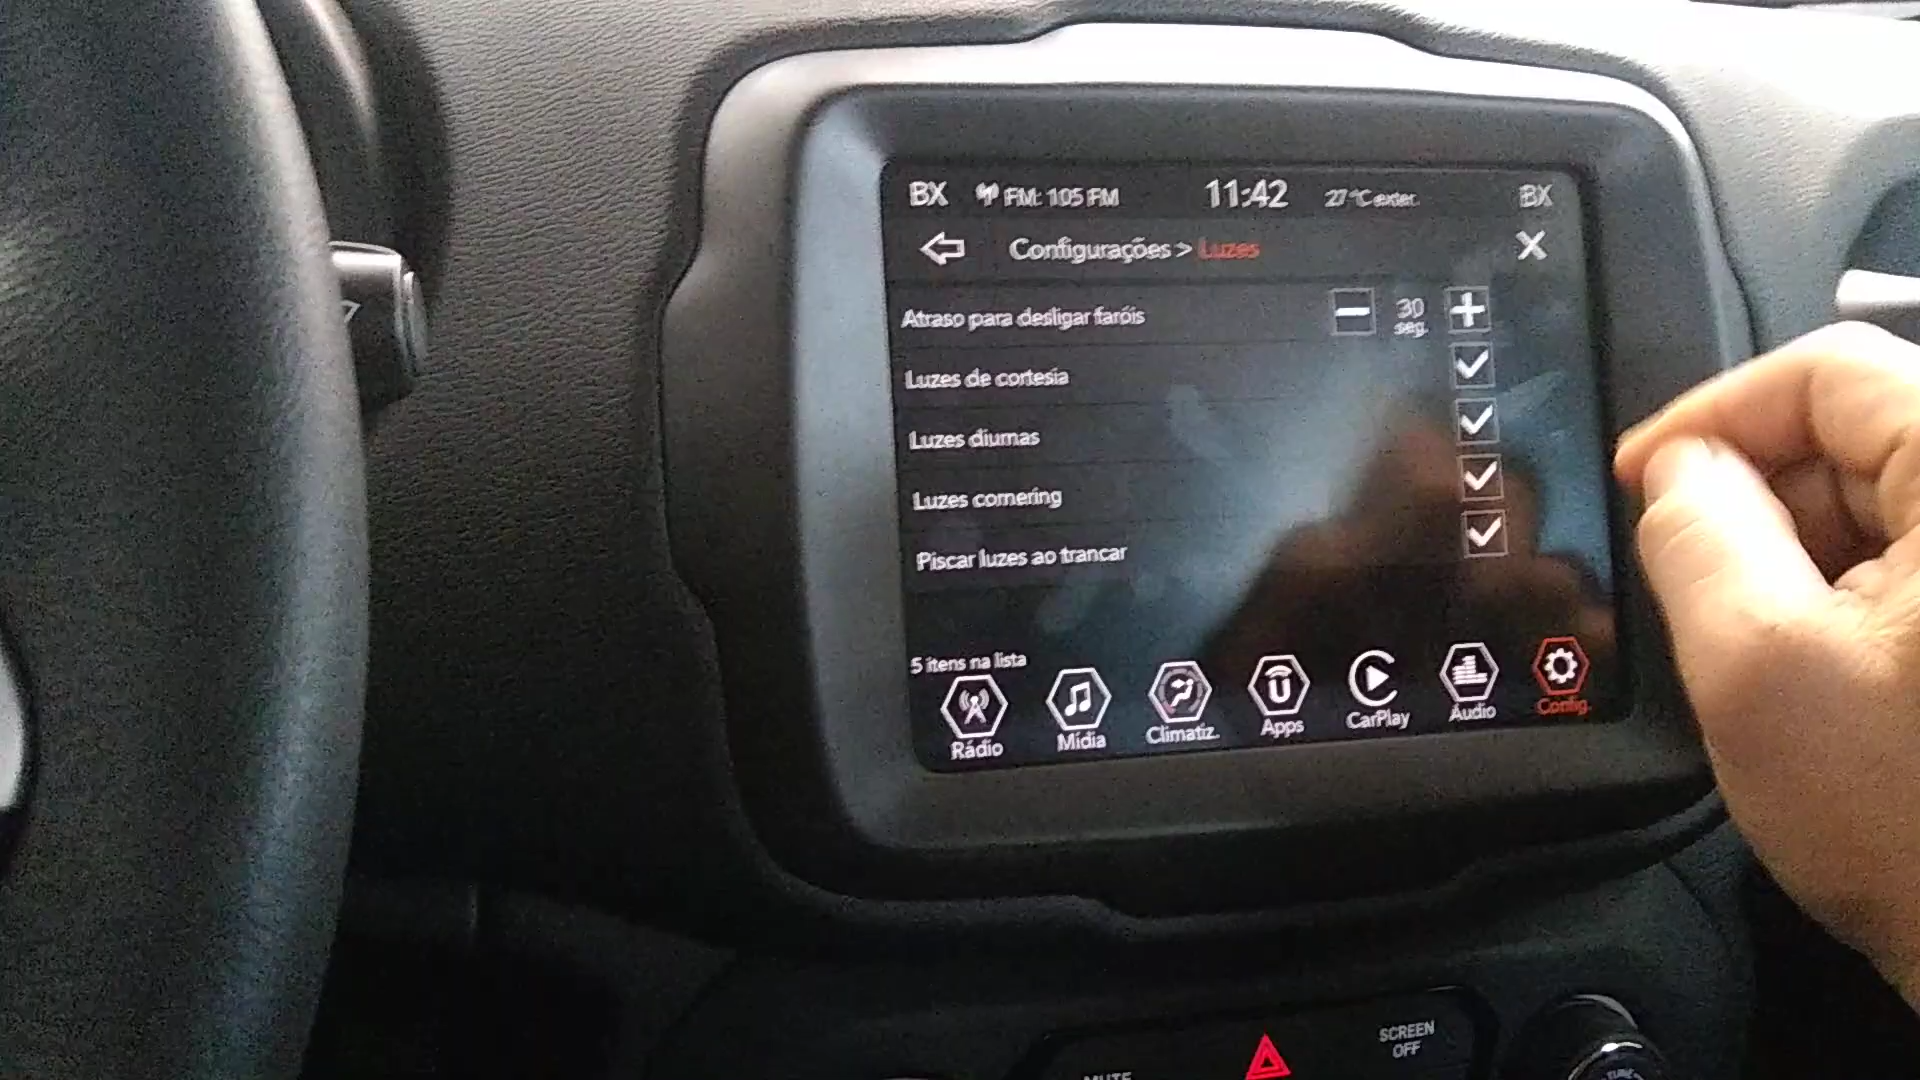 BX FM: 105 FM 11:42 27°C exter. BX
Configurações > Luzes X
Atraso para desligar faróis 30 seg.
Luzes de cortesia
Luzes diurnas
Luzes cornering
Piscar luzes ao trancar
5 itens na lista
Rádio Mídia Climatiz. Apps CarPlay Áudio Config.
SCREEN
OFF
MUTE